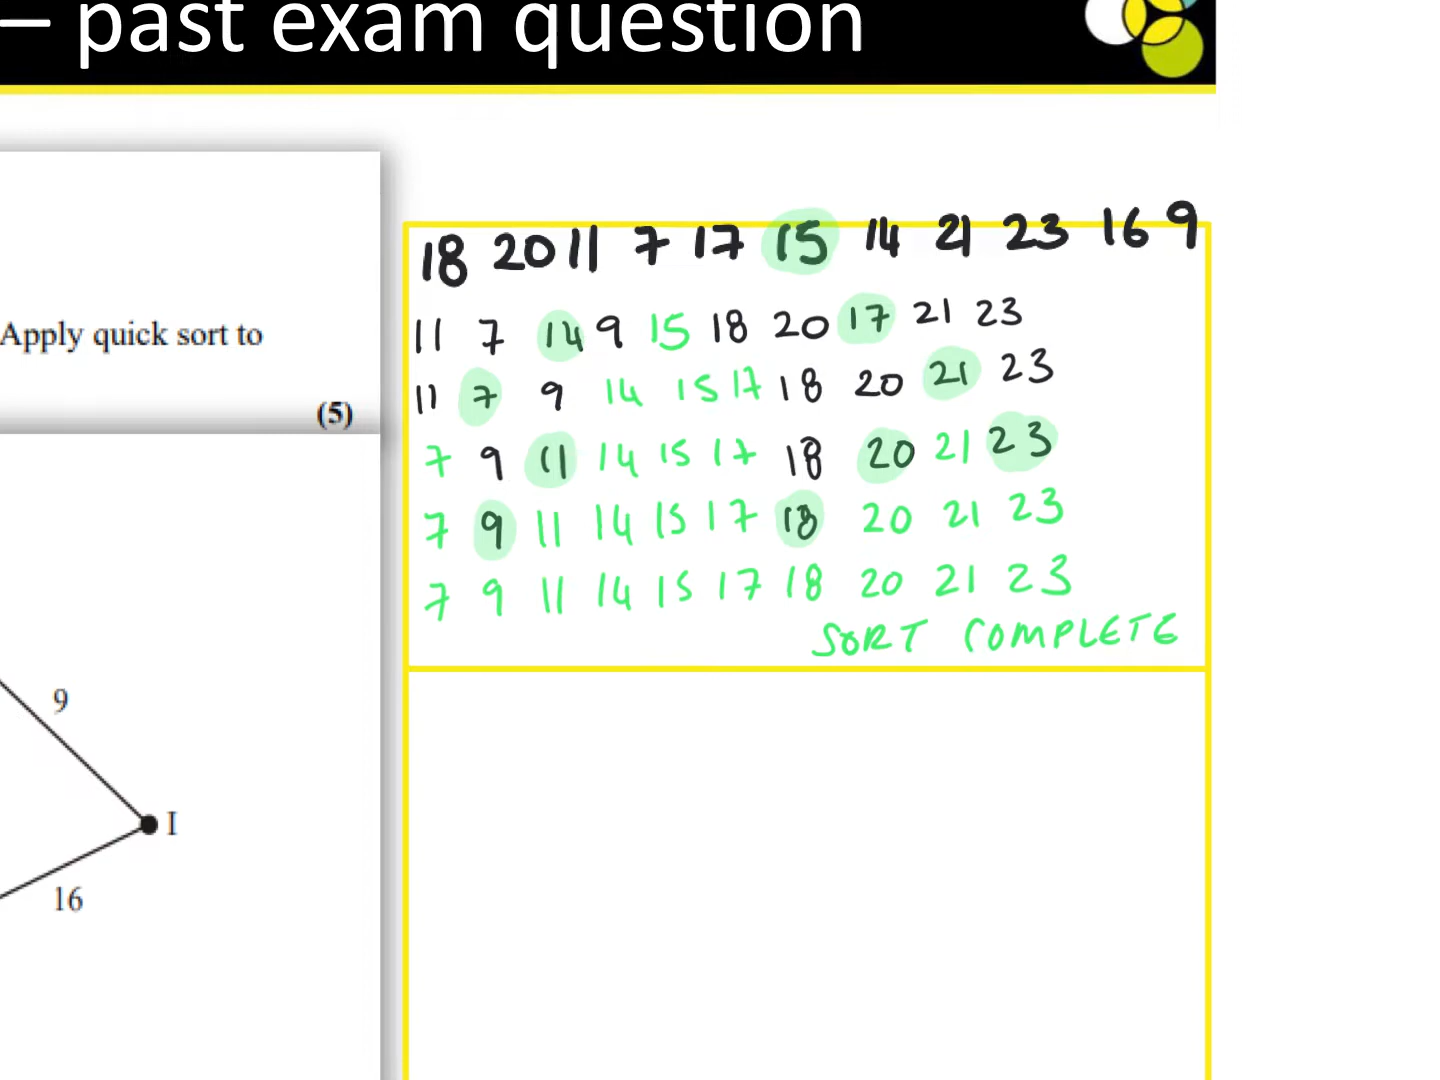 – past exam question
Apply quick sort to
(5)
18 20 11 7 17 15 14 21 23 16 9
11 7 14 9 15 18 20 17 21 23
11 7 9 14 15 17 18 20 21 23
7 9 11 14 15 17 18 20 21 23
7 9 11 14 15 17 18 20 21 23
7 9 11 14 15 17 18 20 21 23
SORT COMPLETE
9
I
16